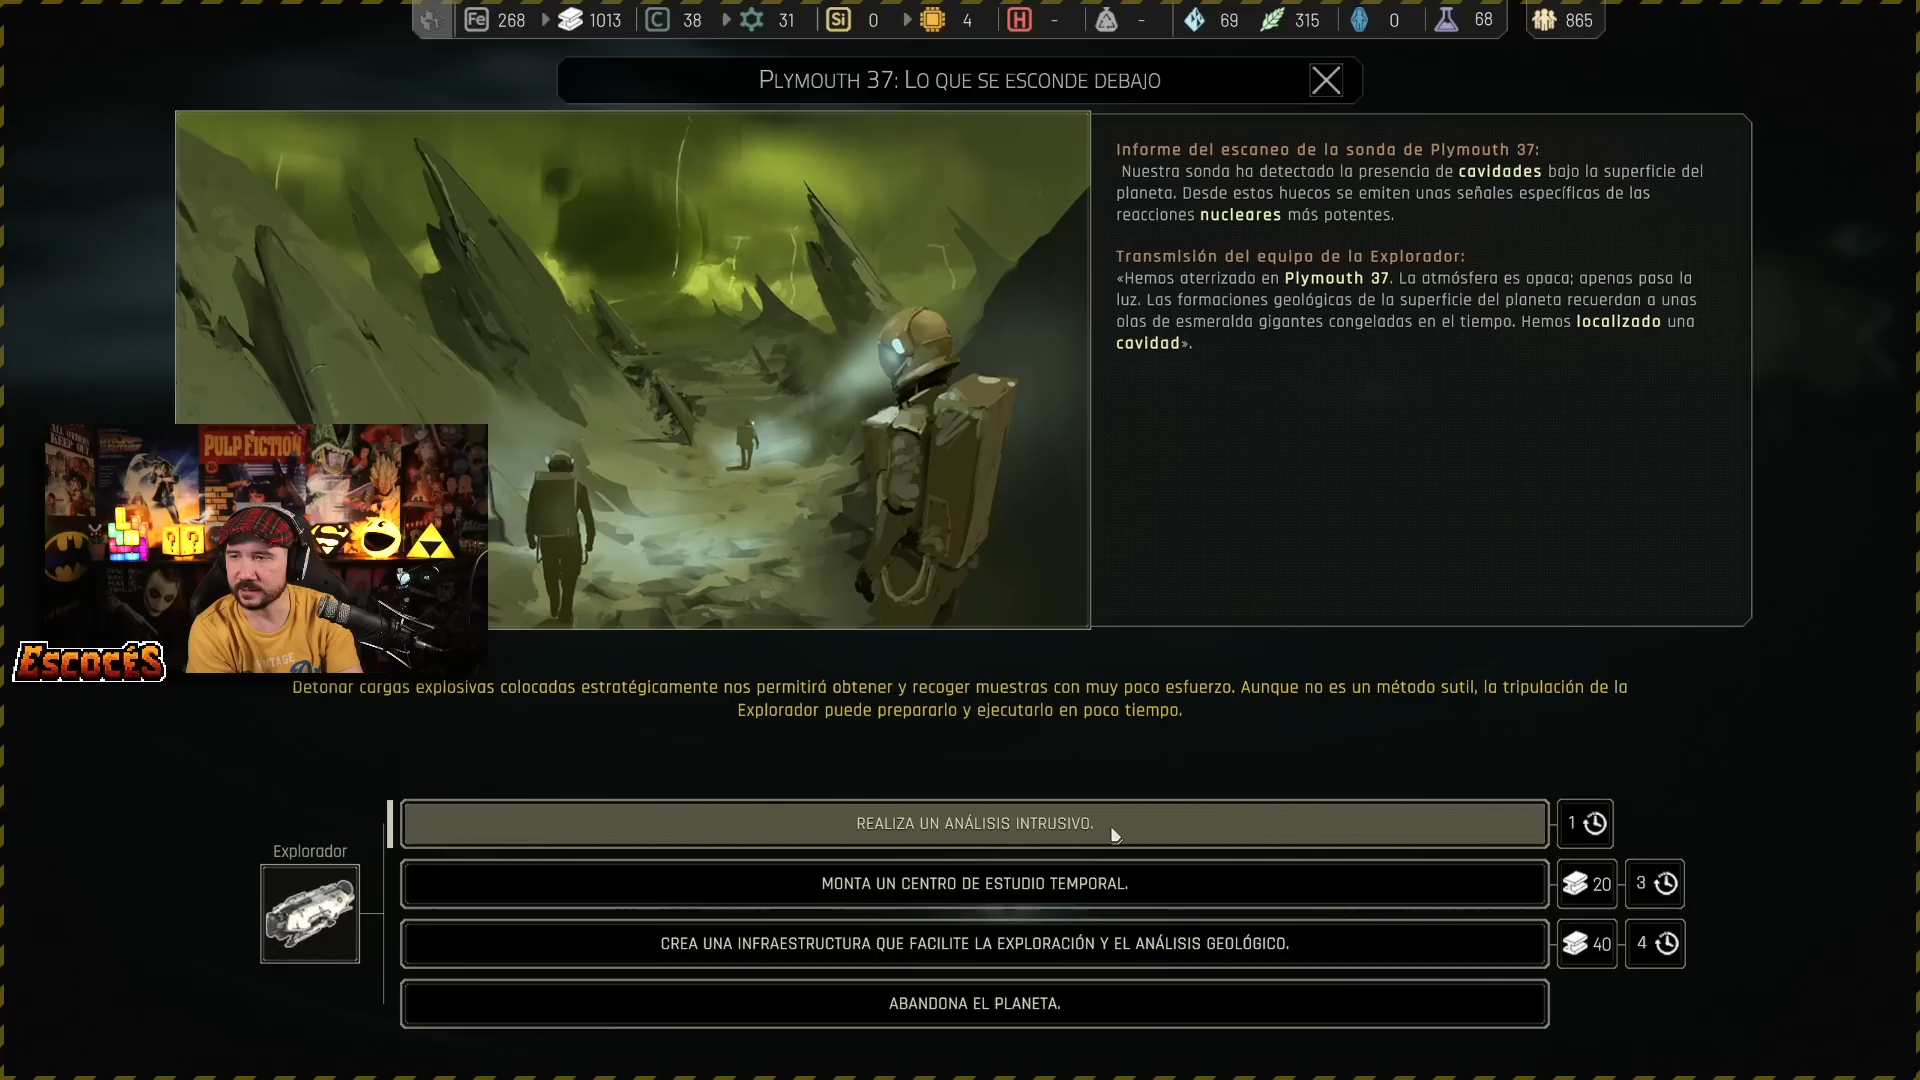 Fe 268 1013 C 38 31 Si 0 4 H - - 69 315 0 68 865
Plymouth 37: Lo que se esconde debajo
Informe del escaneo de la sonda de Plymouth 37:
Nuestra sonda ha detectado la presencia de cavidades bajo la superficie del
planeta. Desde estos huecos se emiten unas señales específicas de las
reacciones nucleares más potentes.
Transmisión del equipo de la Explorador:
«Hemos aterrizado en Plymouth 37. La atmósfera es opaca; apenas pasa la
luz. Las formaciones geológicas de la superficie del planeta recuerdan a unas
olas de esmeralda gigantes congeladas en el tiempo. Hemos localizado una
cavidad».
PULP FICTION
? ?
VINTAGE
Escocés
Detonar cargas explosivas colocadas estratégicamente nos permitirá obtener y recoger muestras con muy poco esfuerzo. Aunque no es un método sutil, la tripulación de la
Explorador puede prepararlo y ejecutarlo en poco tiempo.
Explorador
REALIZA UN ANÁLISIS INTRUSIVO. 1
MONTA UN CENTRO DE ESTUDIO TEMPORAL. 20 3
CREA UNA INFRAESTRUCTURA QUE FACILITE LA EXPLORACIÓN Y EL ANÁLISIS GEOLÓGICO. 40 4
ABANDONA EL PLANETA.